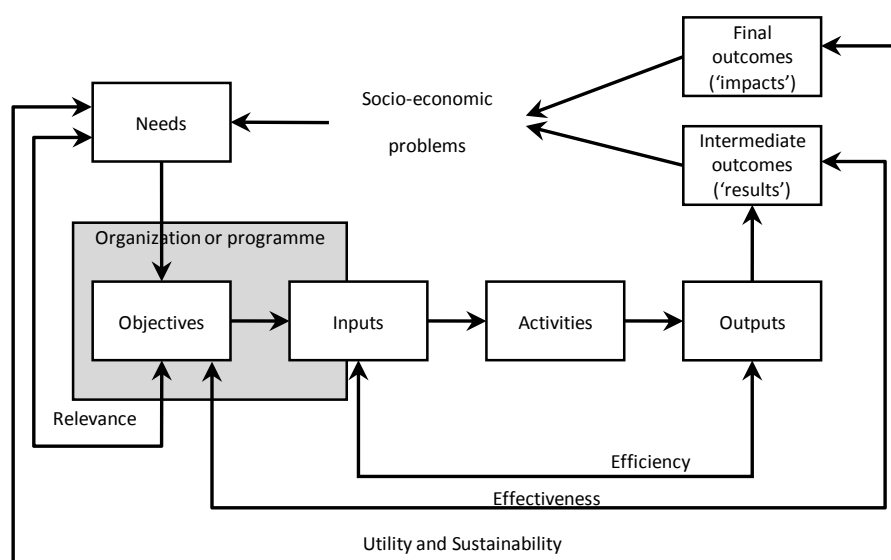 Final
outcomes
(‘impacts’)
Needs
Socio-economic
problems
Intermediate
outcomes
(‘results’)
Organization or programme
Objectives
Inputs
Activities
Outputs
Relevance
Efficiency
Effectiveness
Utility and Sustainability